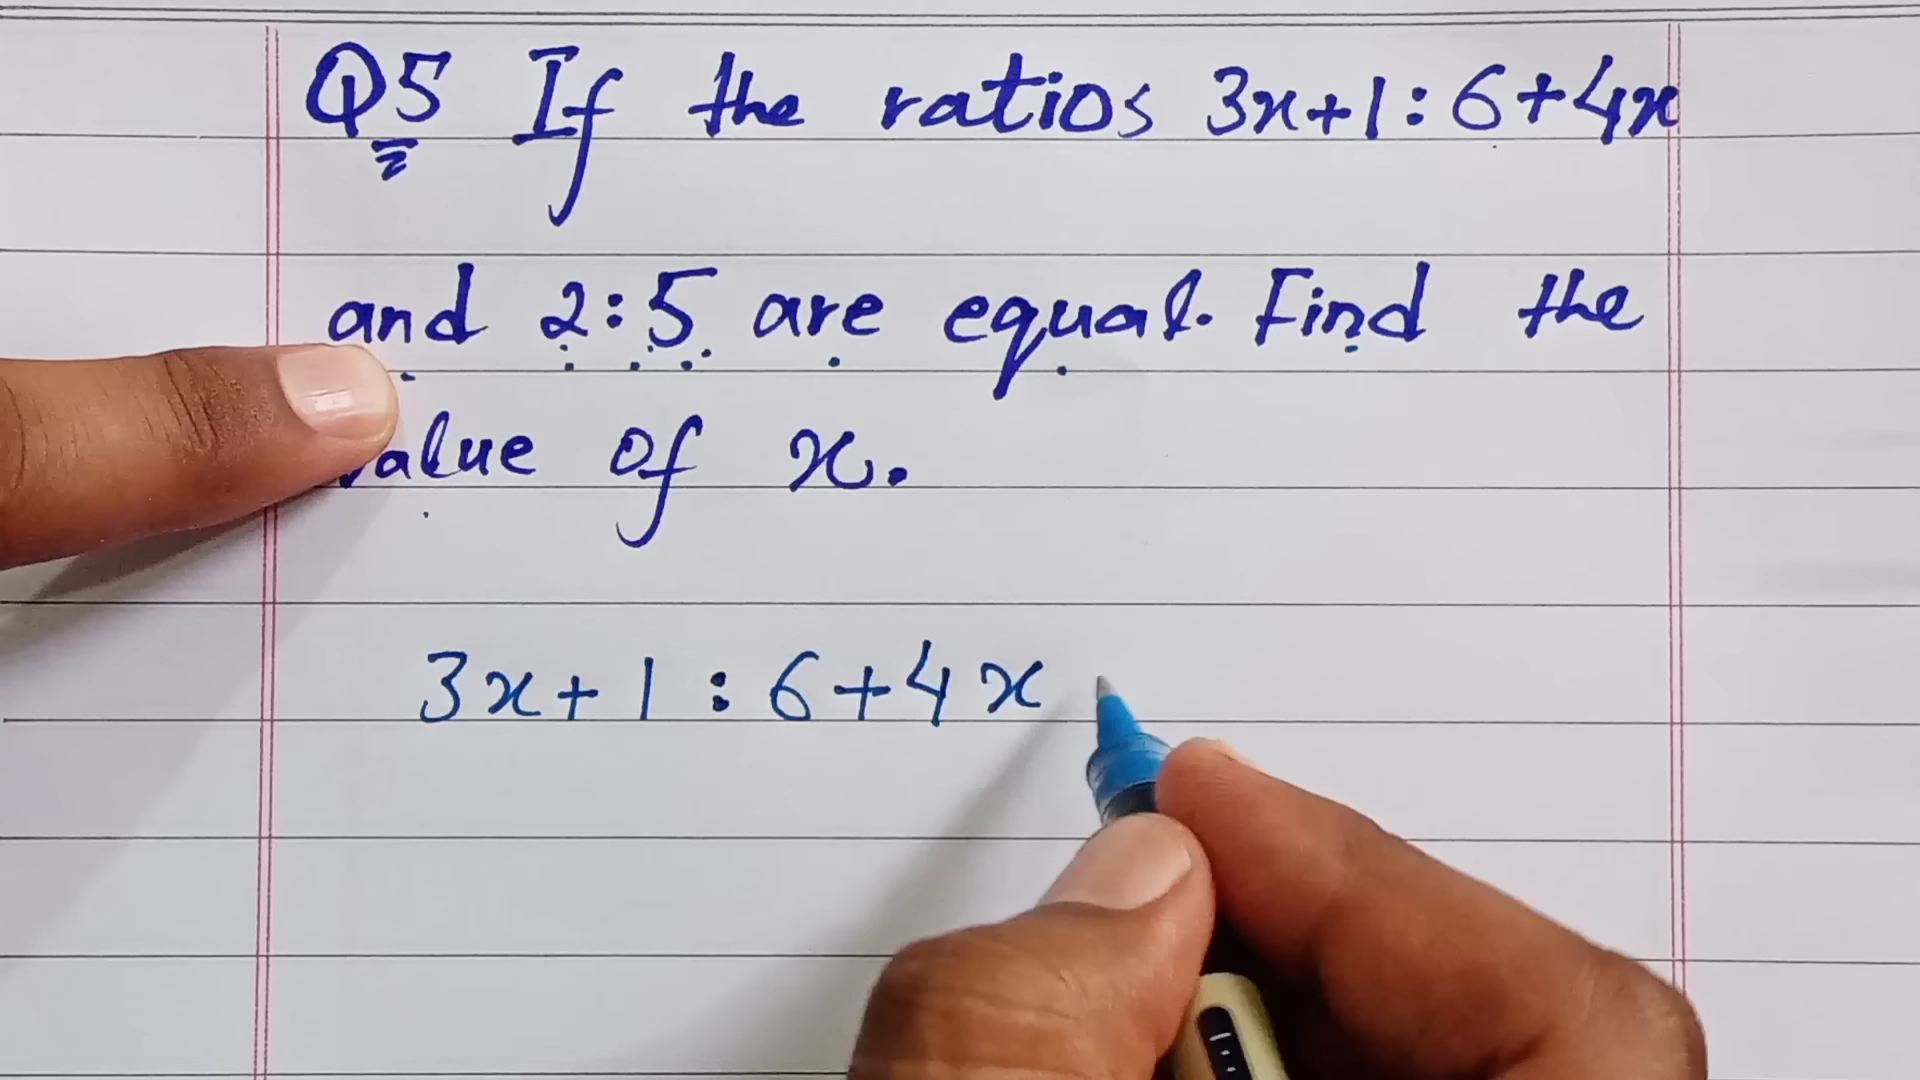 Q5 If the ratios 3x+1:6+4x
and 2:5 are equal. Find the
value of x.
3x+1:6+4x